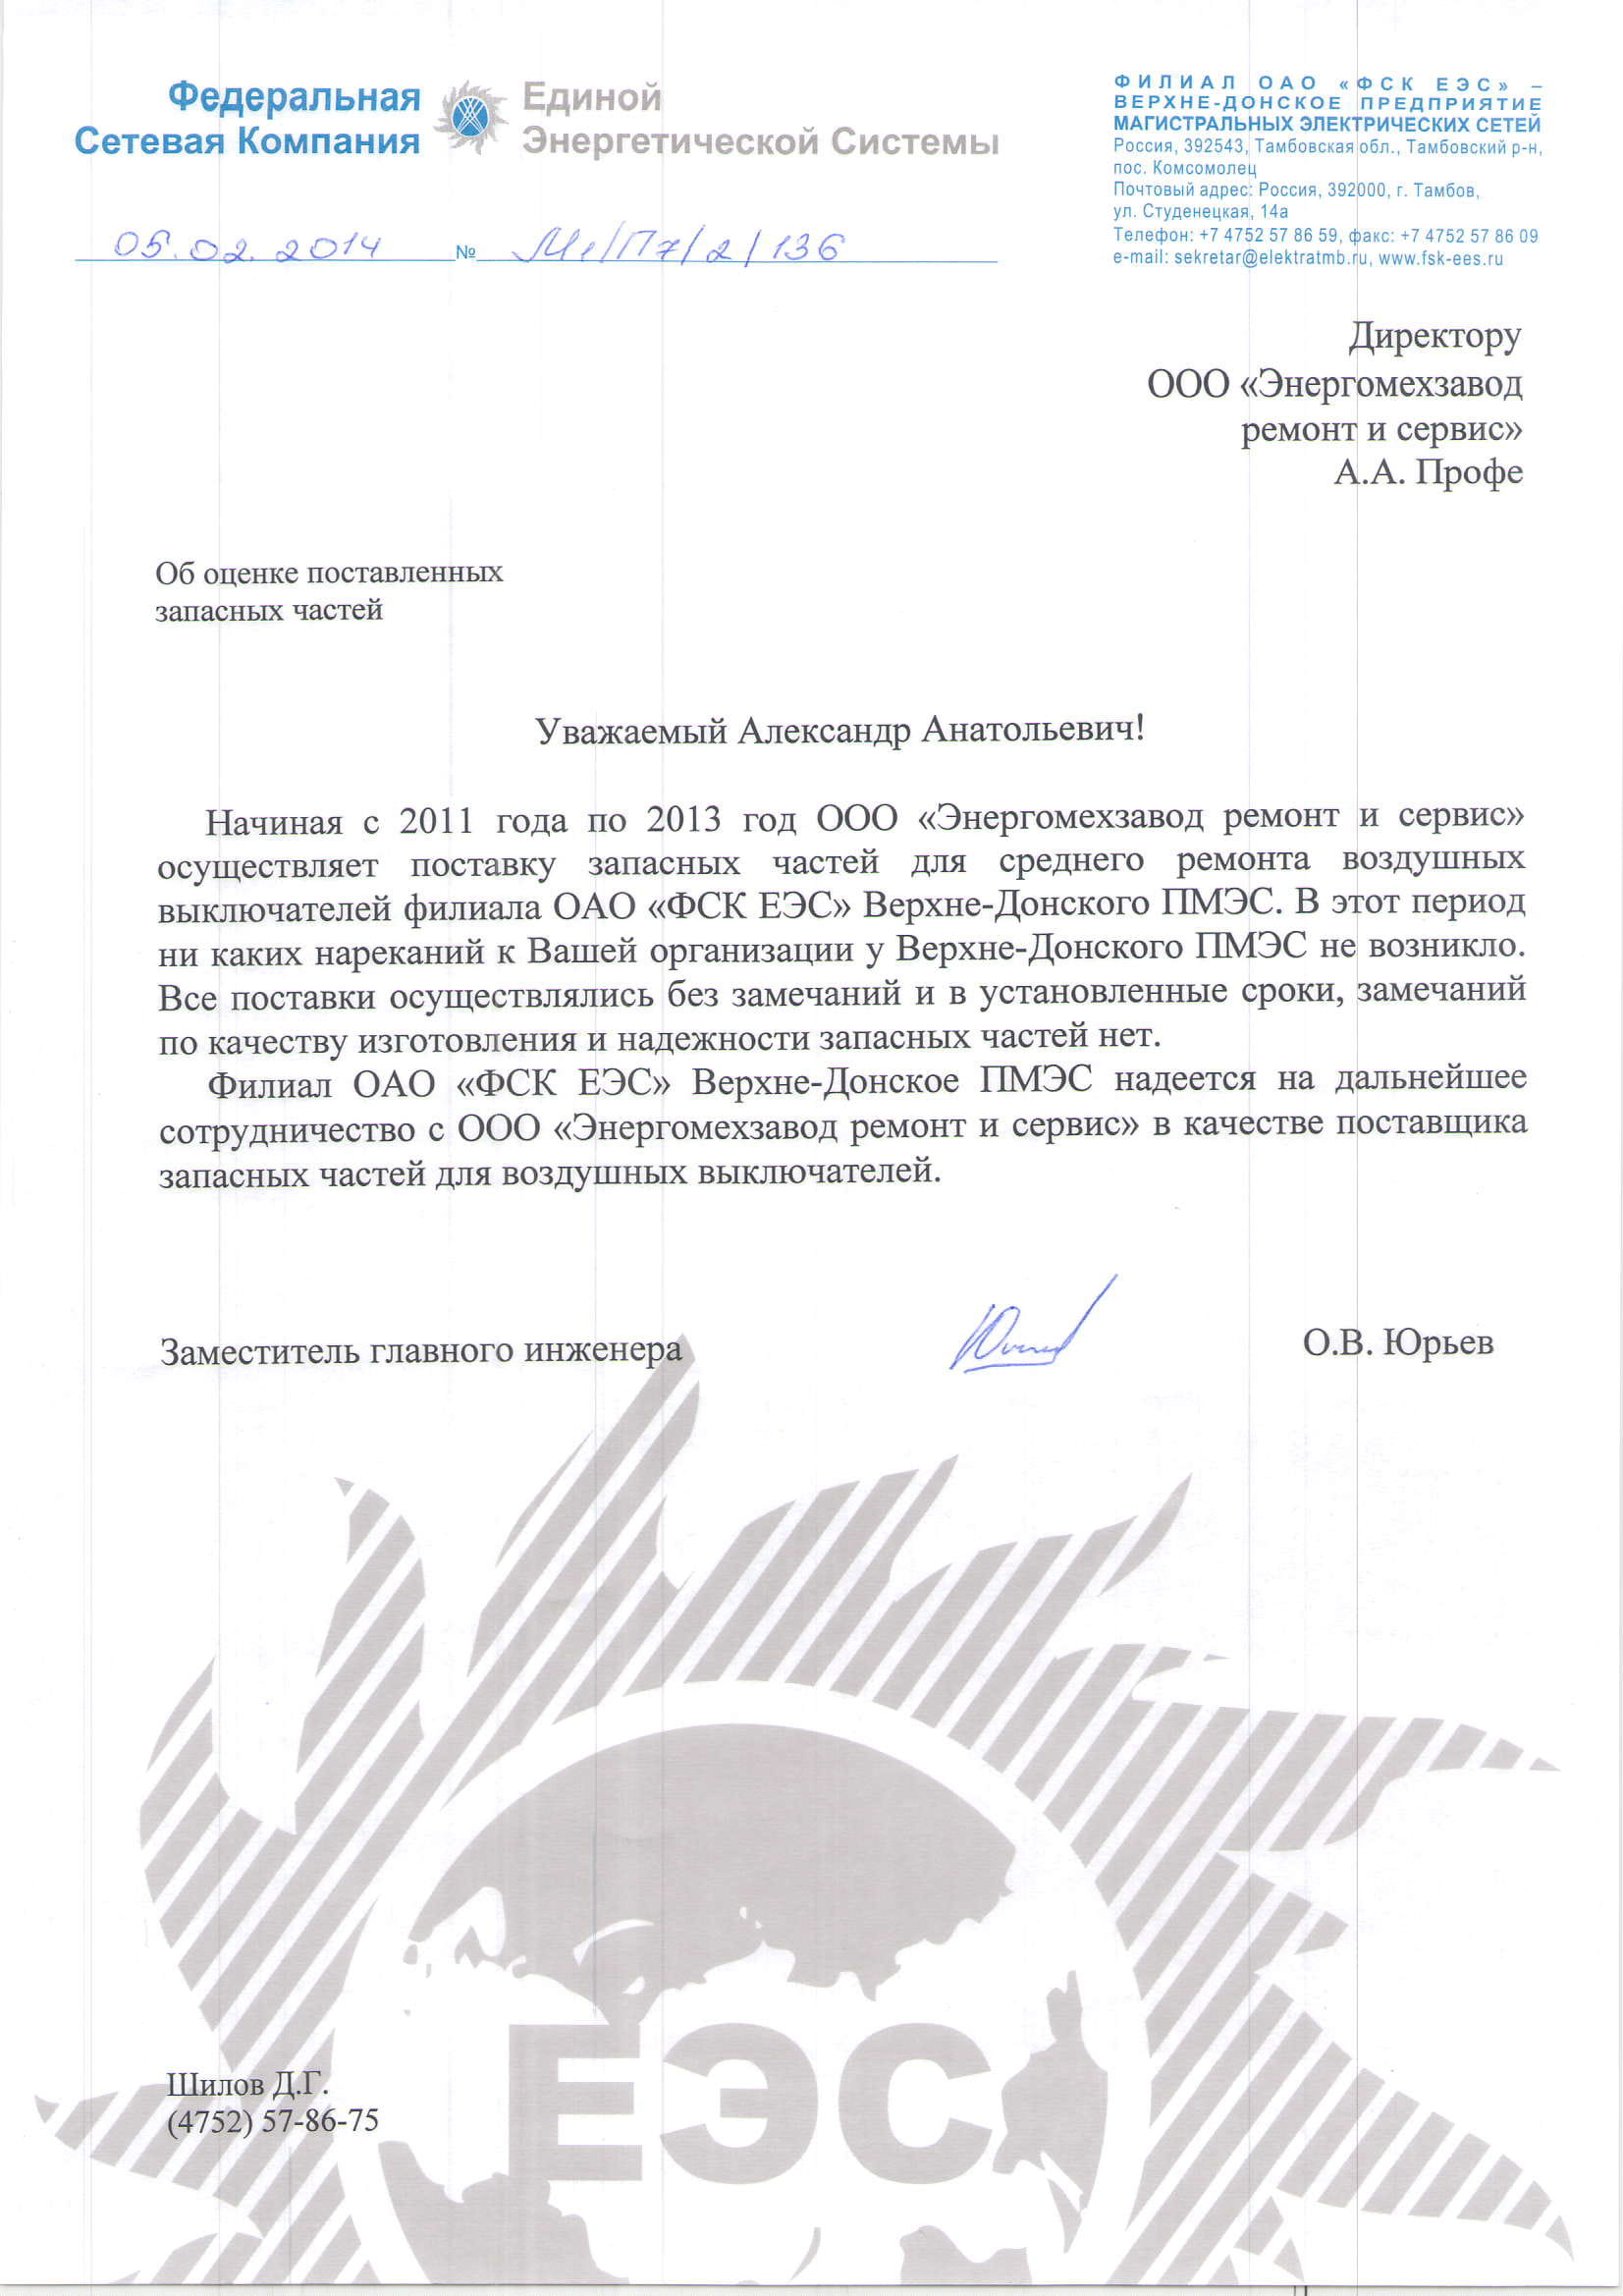 Федеральная
Сетевая Компания
Единой
Энергетической Системы
ФИЛИАЛ ОАО «ФСК ЕЭС» –
ВЕРХНЕ-ДОНСКОЕ ПРЕДПРИЯТИЕ
МАГИСТРАЛЬНЫХ ЭЛЕКТРИЧЕСКИХ СЕТЕЙ
Россия, 392543, Тамбовская обл., Тамбовский р-н,
пос. Комсомолец
Почтовый адрес: Россия, 392000, г. Тамбов,
ул. Студенецкая, 14а
Телефон: +7 4752 57 86 59, факс: +7 4752 57 86 09
e-mail: sekretar@elektratmb.ru, www.fsk-ees.ru
05.02.2014 № М1/П7/2/136
Директору
ООО «Энергомехзавод
ремонт и сервис»
А.А. Профе
Об оценке поставленных
запасных частей
Уважаемый Александр Анатольевич!
Начиная с 2011 года по 2013 год ООО «Энергомехзавод ремонт и сервис»
осуществляет поставку запасных частей для среднего ремонта воздушных
выключателей филиала ОАО «ФСК ЕЭС» Верхне-Донского ПМЭС. В этот период
ни каких нареканий к Вашей организации у Верхне-Донского ПМЭС не возникло.
Все поставки осуществлялись без замечаний и в установленные сроки, замечаний
по качеству изготовления и надежности запасных частей нет.
Филиал ОАО «ФСК ЕЭС» Верхне-Донское ПМЭС надеется на дальнейшее
сотрудничество с ООО «Энергомехзавод ремонт и сервис» в качестве поставщика
запасных частей для воздушных выключателей.
Заместитель главного инженера О.В. Юрьев
ЕЭС
Шилов Д.Г.
(4752) 57-86-75